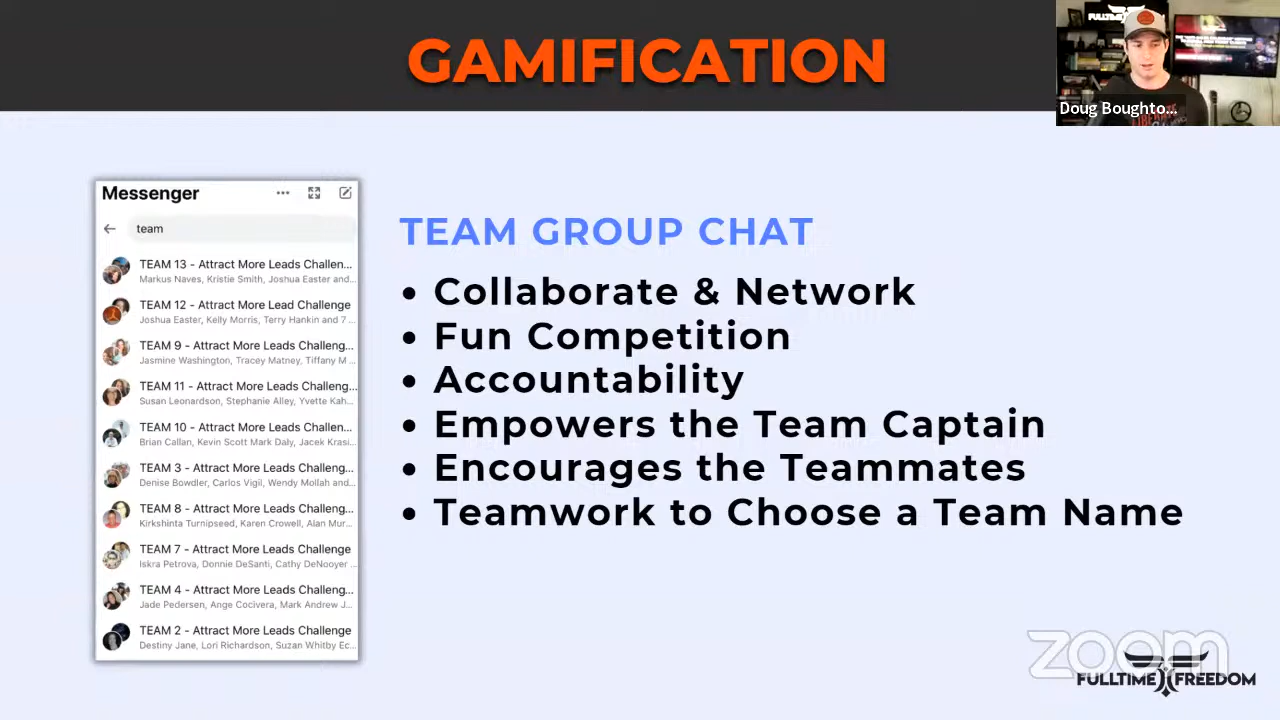 GAMIFICATION
FULLTIME
Doug Boughto...
Messenger
team
TEAM 13 - Attract More Leads Challen...
Markus Naves, Kristie Smith, Joshua Easter and...
TEAM 12 - Attract More Lead Challenge
Joshua Easter, Kelly Morris, Terry Hankin and 7 ...
TEAM 9 - Attract More Leads Challeng...
Jasmine Washington, Tracey Matney, Tiffany M ...
TEAM 11 - Attract More Leads Challeng...
Susan Leonardson, Stephanie Alley, Yvette Kah...
TEAM 10 - Attract More Leads Challen...
Brian Callan, Kevin Scott Mark Daly, Jacek Krasi...
TEAM 3 - Attract More Leads Challeng...
Denise Bowdler, Carlos Vigil, Wendy Mollah and...
TEAM 8 - Attract More Leads Challeng...
Kirkshinta Turnipseed, Karen Crowell, Alan Mur...
TEAM 7 - Attract More Leads Challenge
Iskra Petrova, Donnie DeSanti, Cathy DeNooyer ...
TEAM 4 - Attract More Leads Challeng...
Jade Pedersen, Ange Cocivera, Mark Andrew J...
TEAM 2 - Attract More Leads Challenge
Destiny Jane, Lori Richardson, Suzan Whitby Ec...
TEAM GROUP CHAT
• Collaborate & Network
• Fun Competition
• Accountability
• Empowers the Team Captain
• Encourages the Teammates
• Teamwork to Choose a Team Name
zoom
FULLTIME FREEDOM